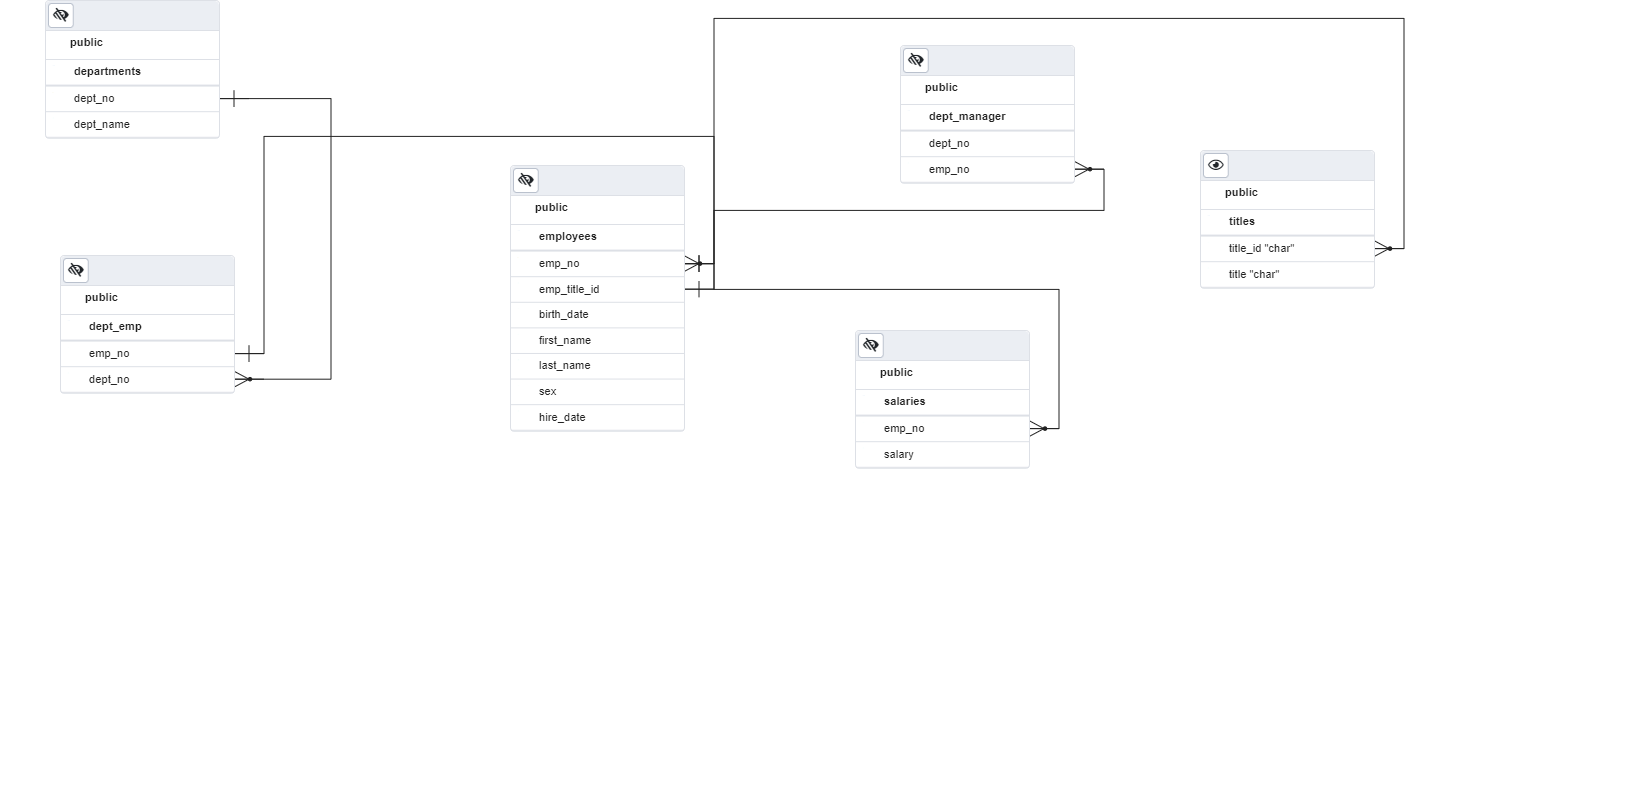 public
departments
dept_no
dept_name
public
dept_emp
emp_no
dept_no
public
employees
emp_no
emp_title_id
birth_date
first_name
last_name
sex
hire_date
public
dept_manager
dept_no
emp_no
public
salaries
emp_no
salary
public
titles
title_id "char"
title "char"